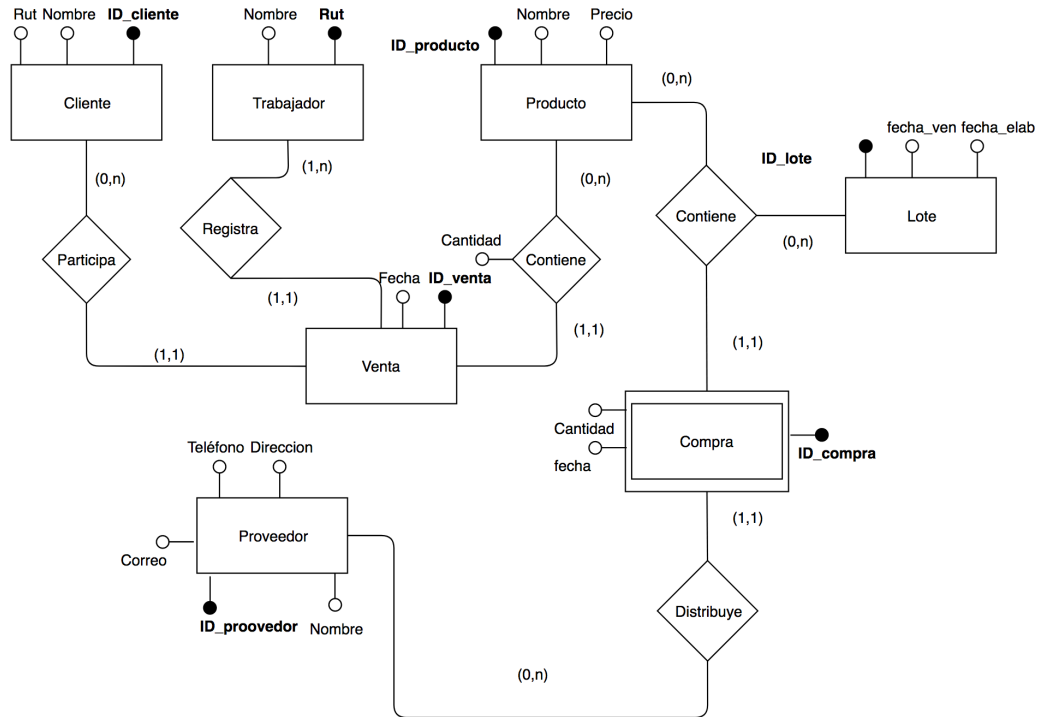 Rut Nombre ID_cliente
Nombre Rut
Nombre Precio
ID_producto
Cliente
Trabajador
Producto
(0,n)
fecha_ven fecha_elab
ID_lote
(0,n)
(1,n)
(0,n)
Contiene
Lote
Registra
Cantidad
(0,n)
Participa
Contiene
Fecha ID_venta
(1,1)
(1,1)
(1,1)
(1,1)
Venta
Cantidad
Compra
ID_compra
fecha
Teléfono Direccion
(1,1)
Proveedor
Correo
ID_proovedor
Nombre
Distribuye
(0,n)